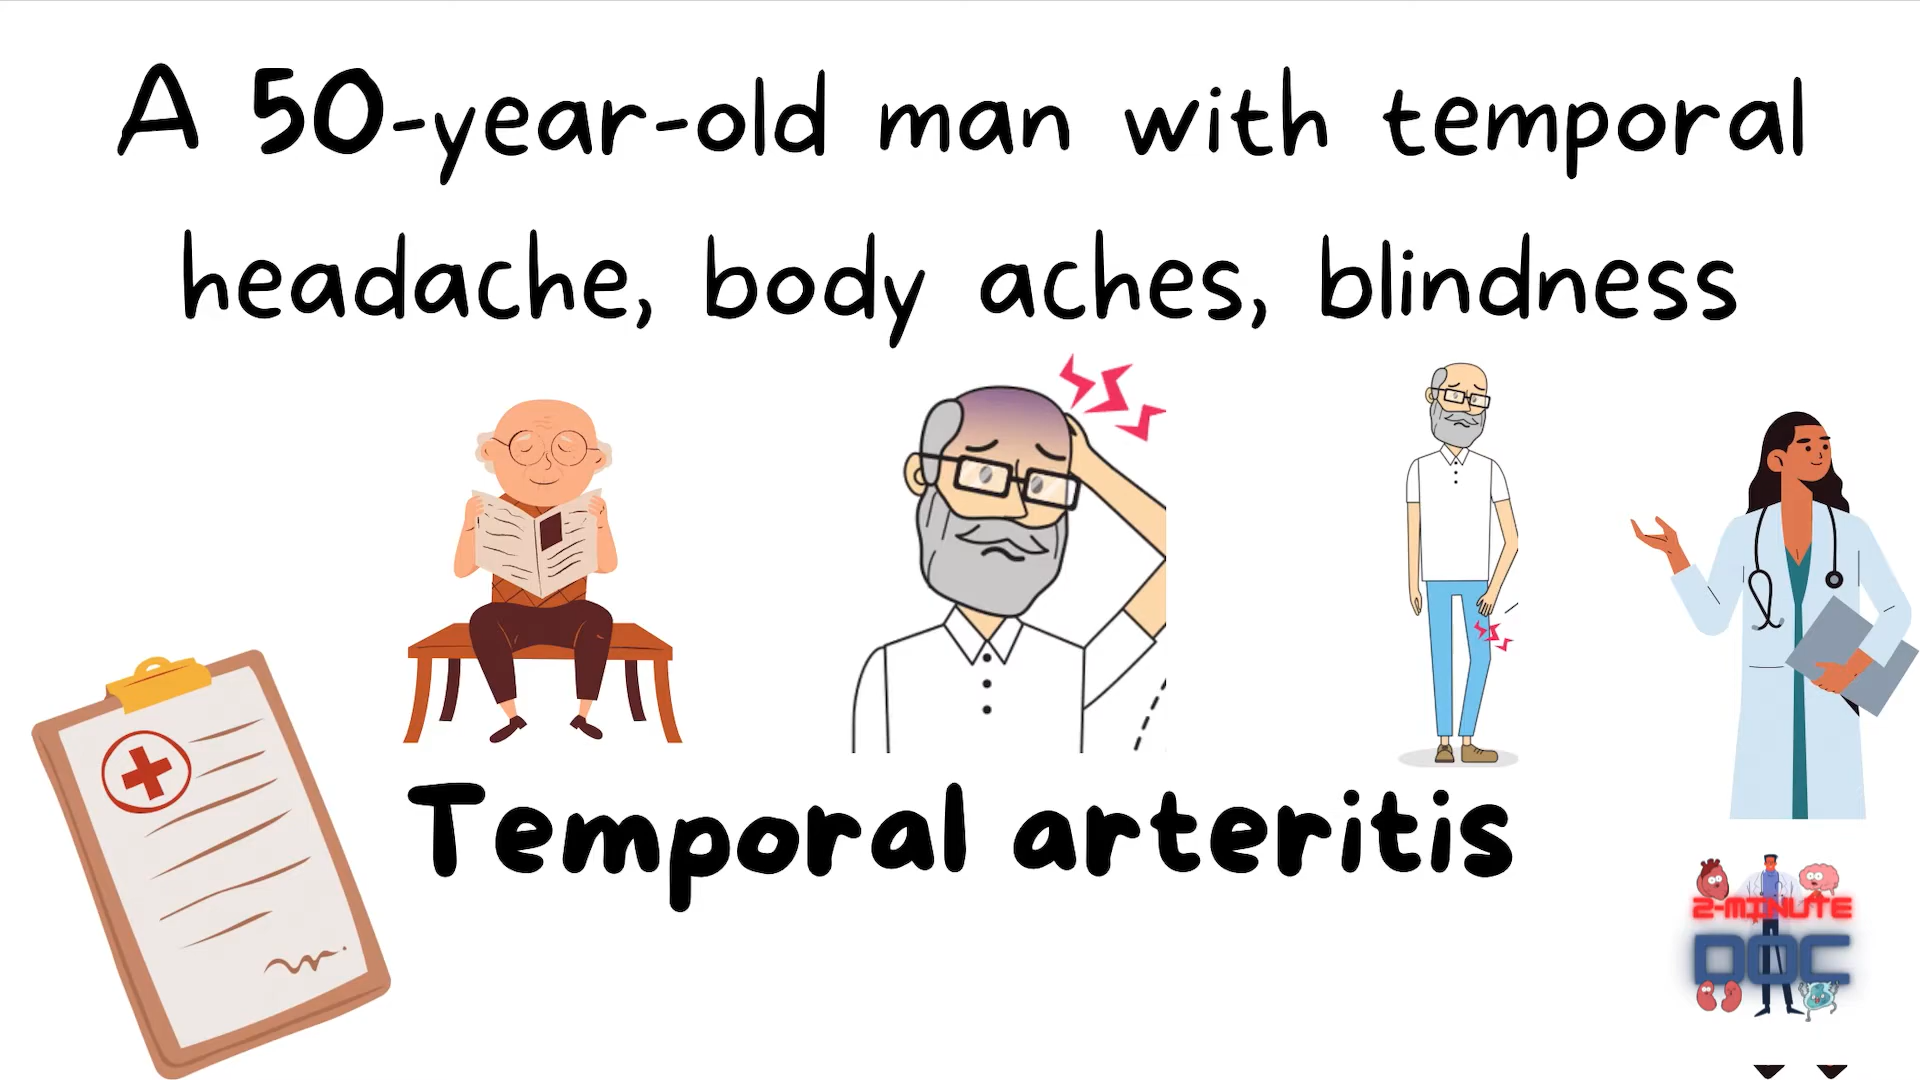 A 50-year-old man with temporal
headache, body aches, blindness
Temporal arteritis
2-MINUTE
DOC